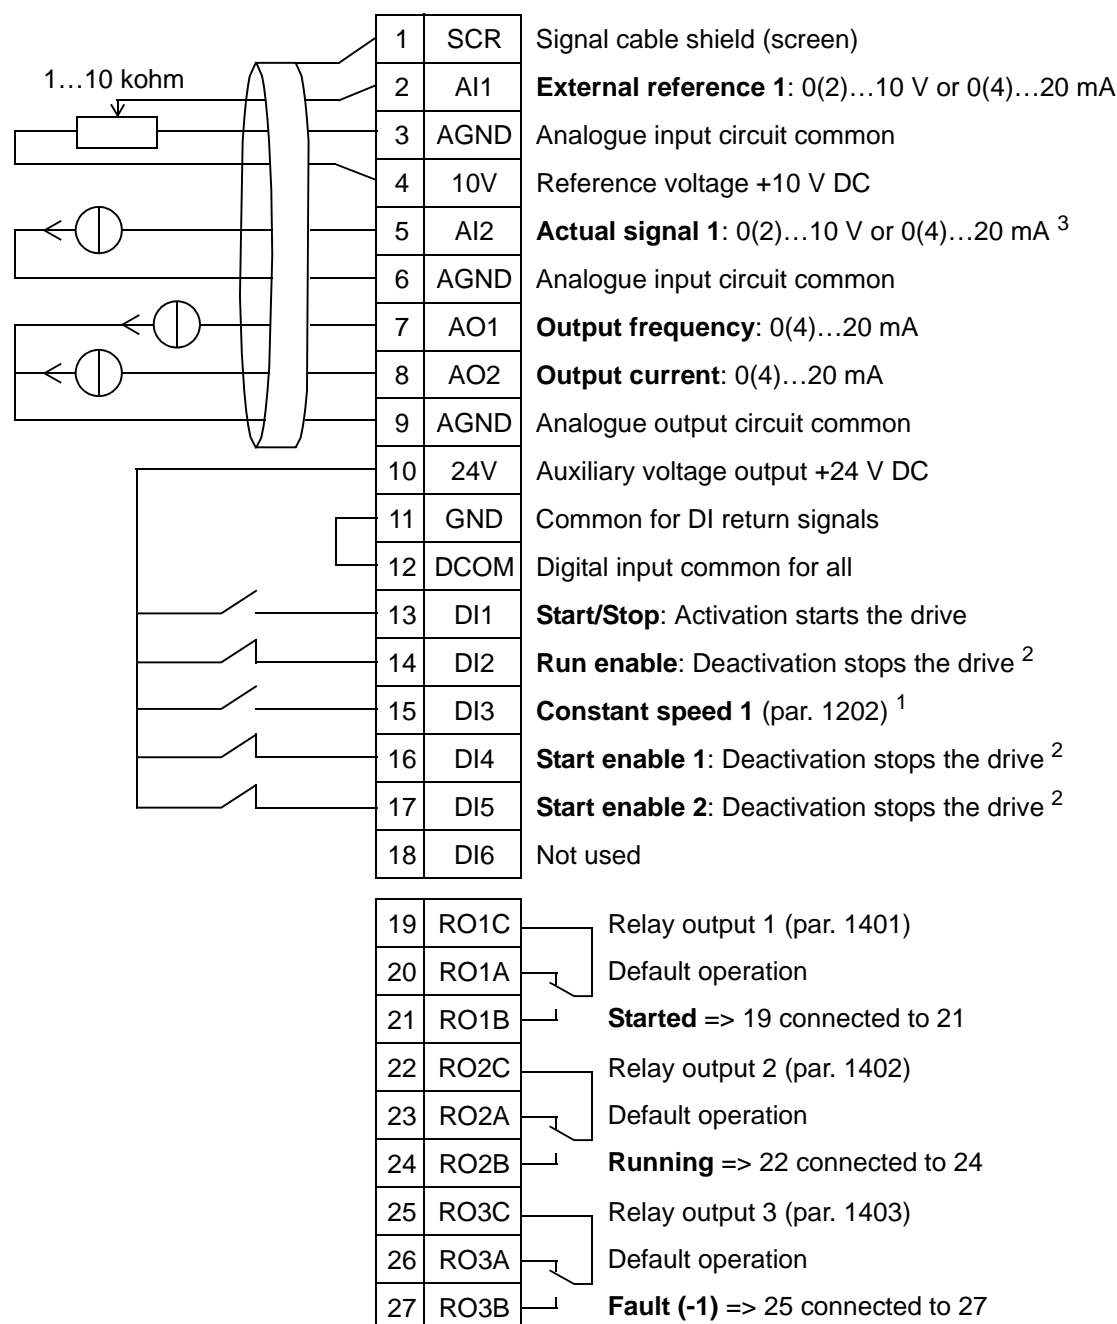 1 SCR Signal cable shield (screen)
1…10 kohm
2 AI1 External reference 1: 0(2)…10 V or 0(4)…20 mA
3 AGND Analogue input circuit common
4 10V Reference voltage +10 V DC
5 AI2 Actual signal 1: 0(2)…10 V or 0(4)…20 mA 3
6 AGND Analogue input circuit common
7 AO1 Output frequency: 0(4)…20 mA
8 AO2 Output current: 0(4)…20 mA
9 AGND Analogue output circuit common
10 24V Auxiliary voltage output +24 V DC
11 GND Common for DI return signals
12 DCOM Digital input common for all
13 DI1 Start/Stop: Activation starts the drive
14 DI2 Run enable: Deactivation stops the drive 2
15 DI3 Constant speed 1 (par. 1202) 1
16 DI4 Start enable 1: Deactivation stops the drive 2
17 DI5 Start enable 2: Deactivation stops the drive 2
18 DI6 Not used
19 RO1C Relay output 1 (par. 1401)
20 RO1A Default operation
21 RO1B Started => 19 connected to 21
22 RO2C Relay output 2 (par. 1402)
23 RO2A Default operation
24 RO2B Running => 22 connected to 24
25 RO3C Relay output 3 (par. 1403)
26 RO3A Default operation
27 RO3B Fault (-1) => 25 connected to 27